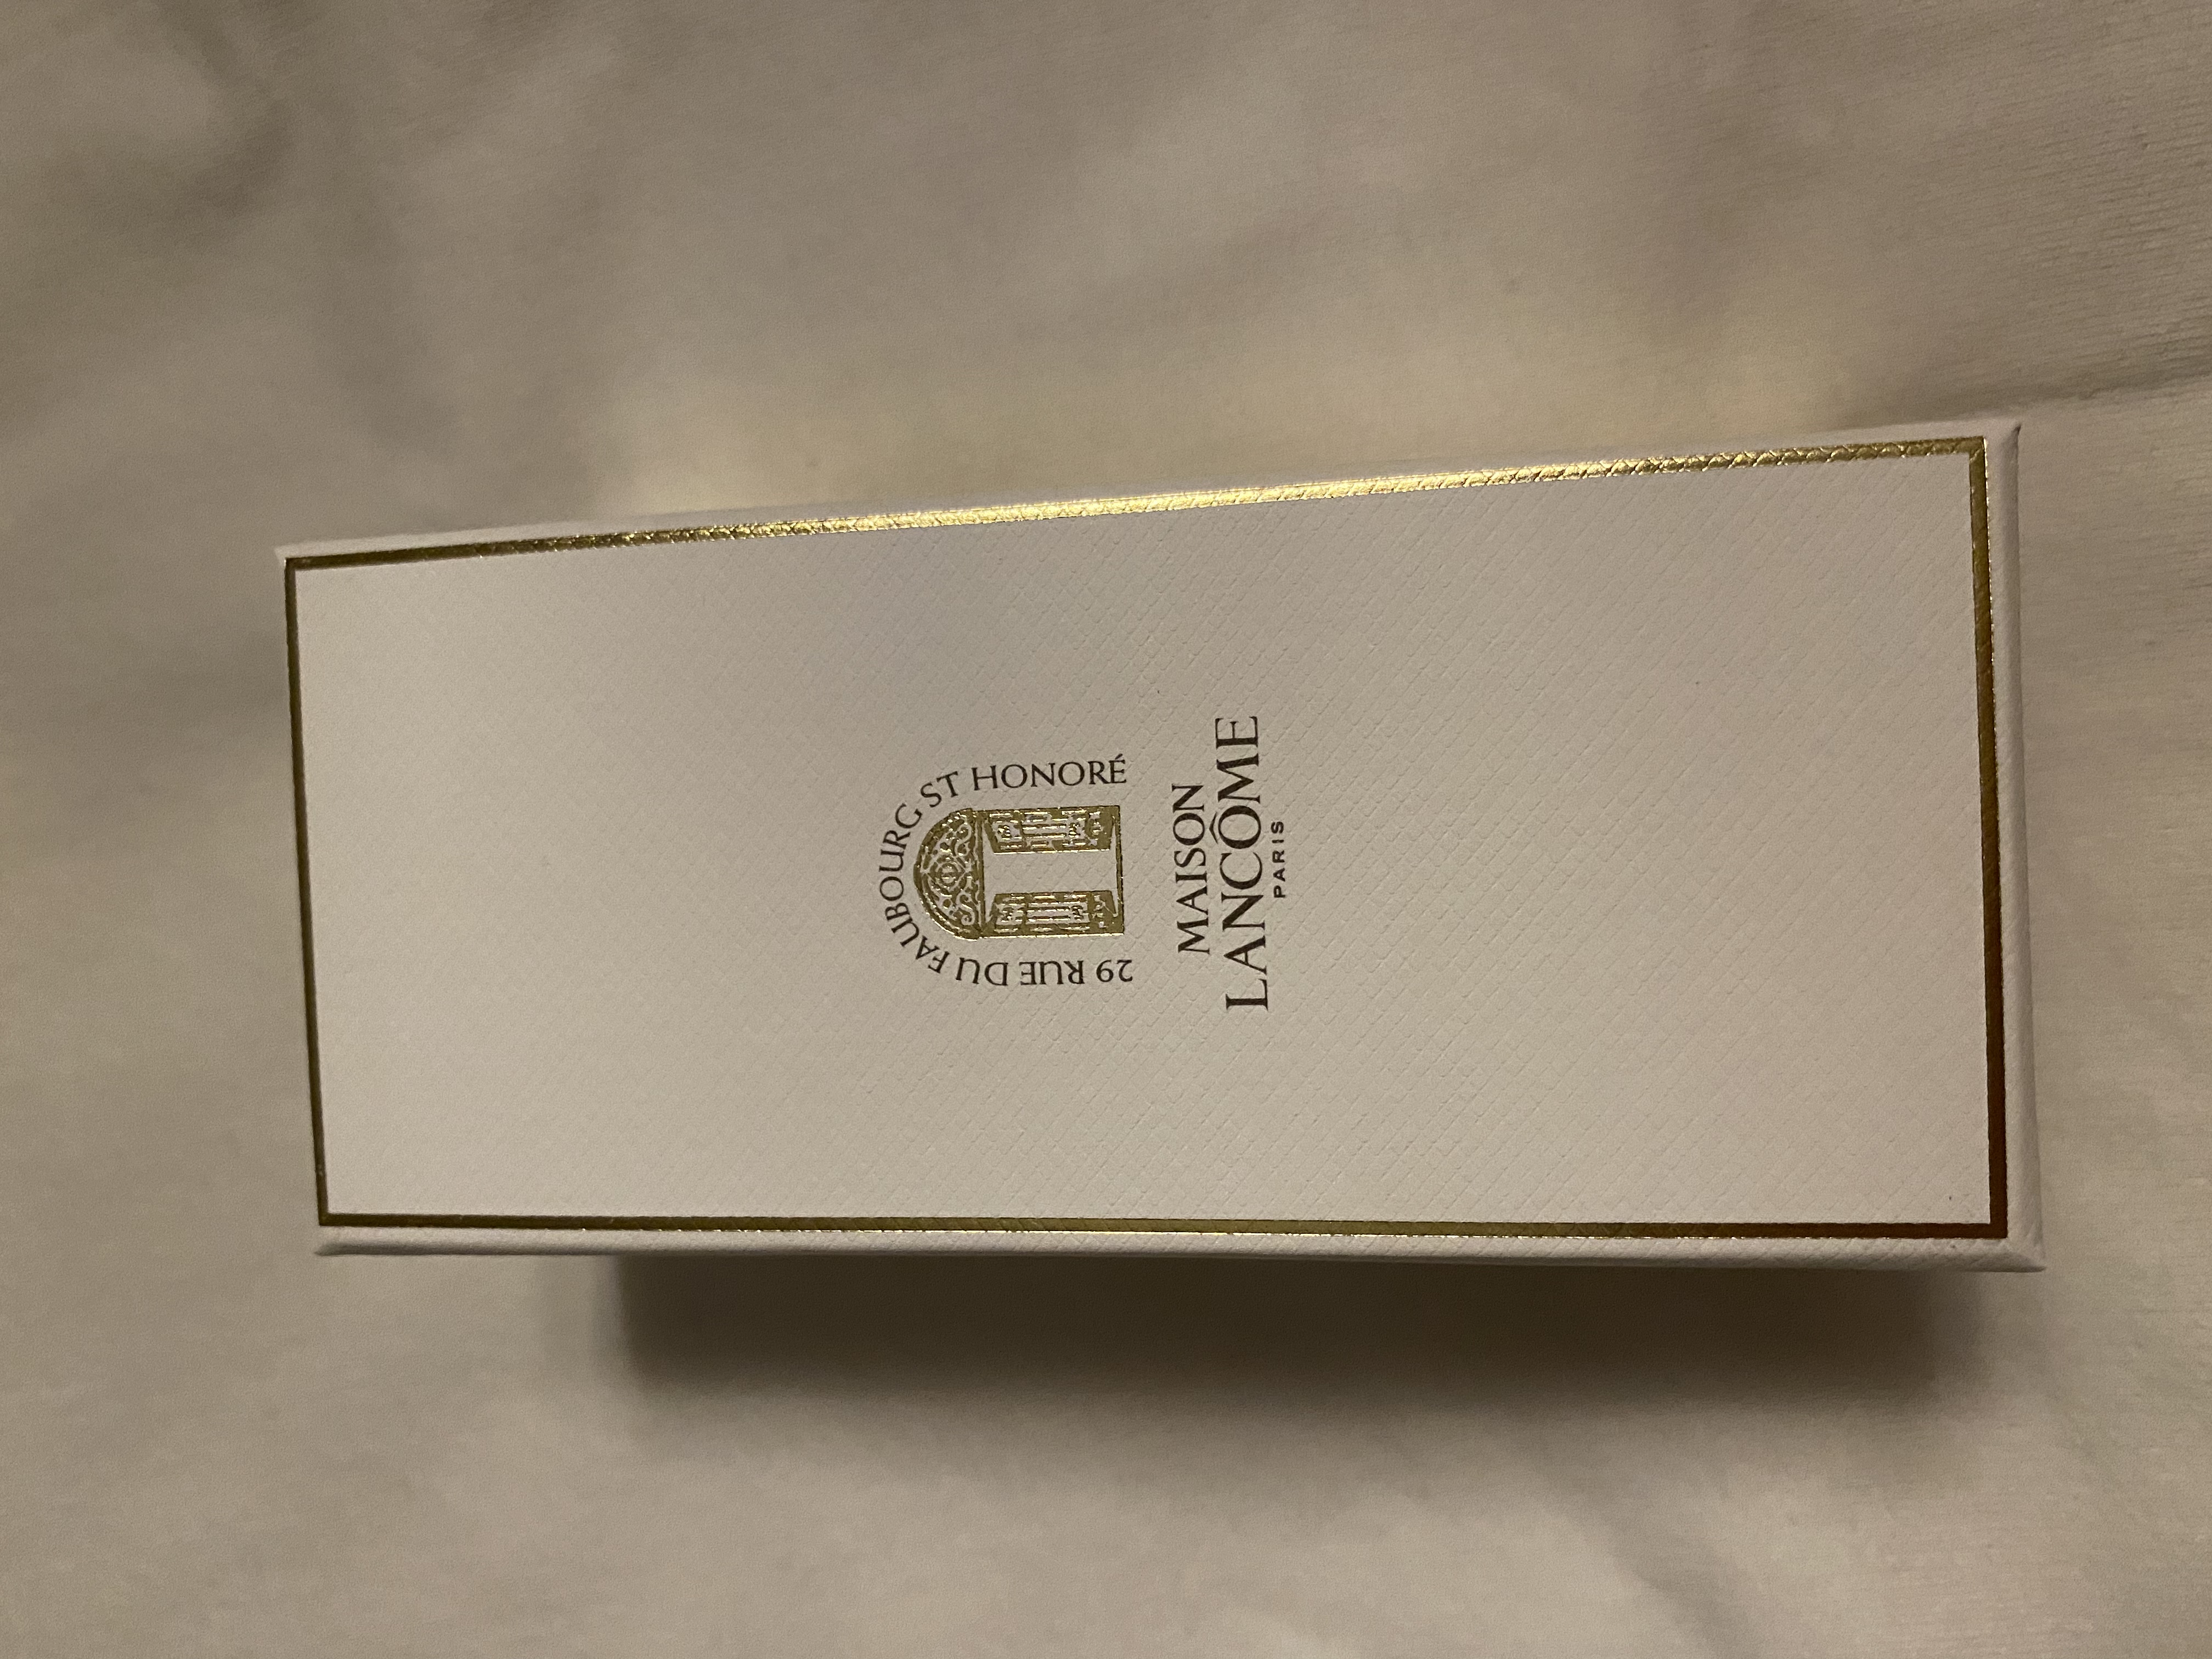 29 RUE DU FAUBOURG ST HONORÉ
MAISON
LANCÔME
PARIS